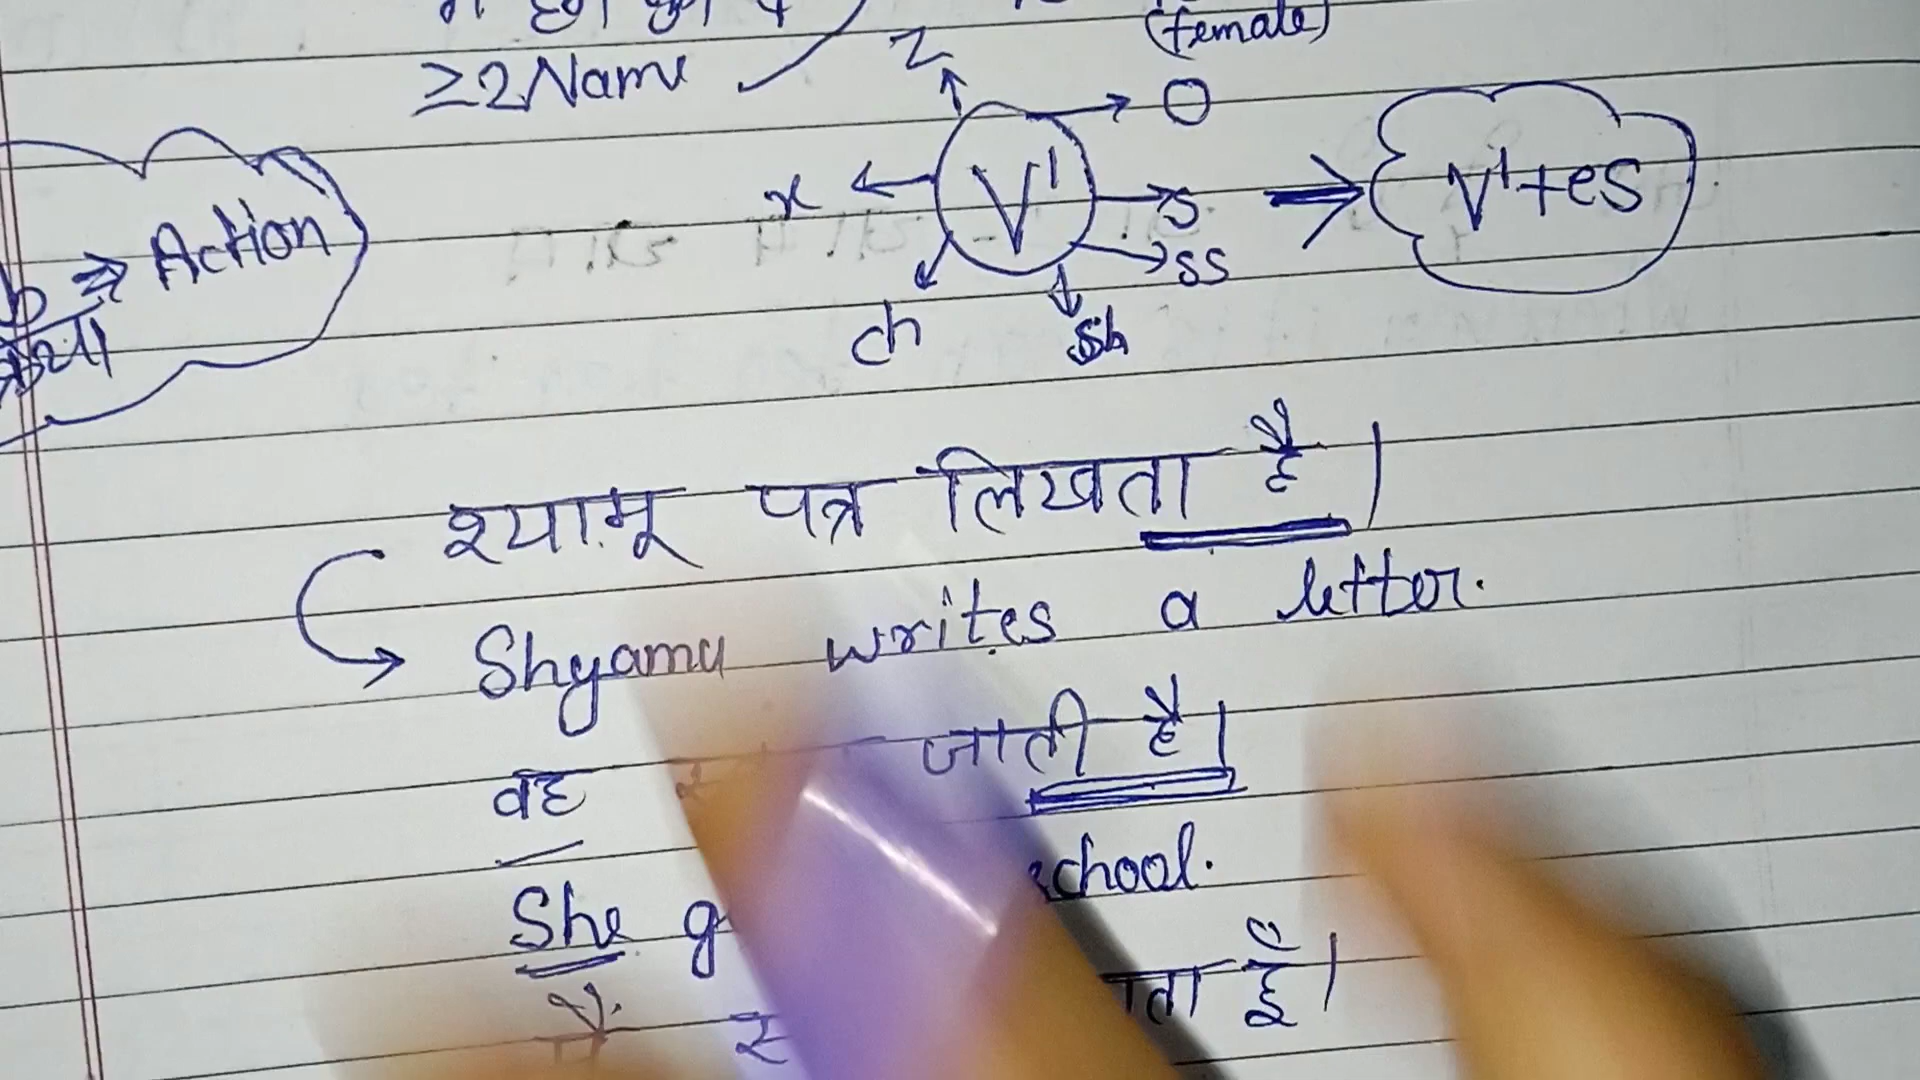 (female)
≥2 Name
z
O
x V¹ s ⇒ V¹+es
⇒ Action
ss
ch sh
श्यामू पत्र लिखता है।
Shyamu writes a letter.
वह जाती है।
She school.
मैं हूँ।